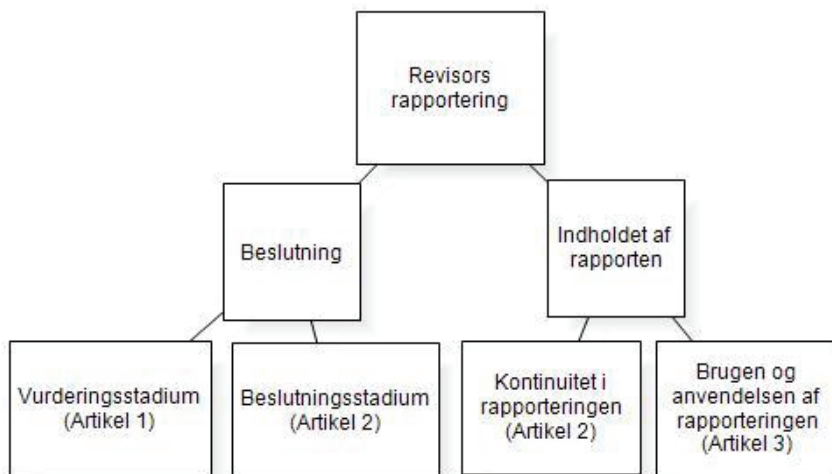 Revisors
rapportering
Beslutning
Indholdet af
rapporten
Vurderingsstadium
(Artikel 1)
Beslutningsstadium
(Artikel 2)
Kontinuitet i
rapporteringen
(Artikel 2)
Brugen og
anvendelsen af
rapporteringen
(Artikel 3)